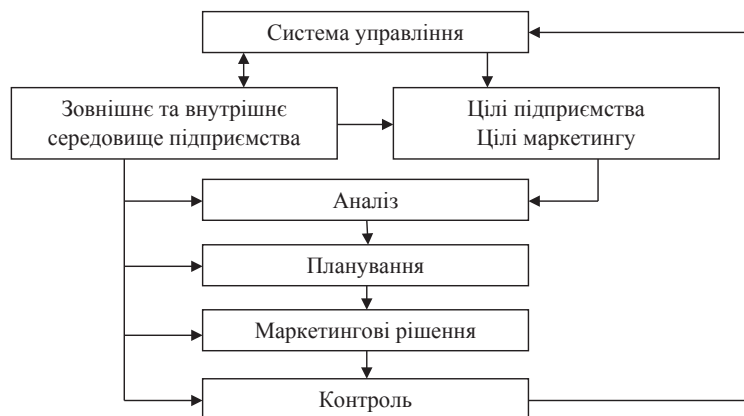 Система управління
Зовнішнє та внутрішнє
середовище підприємства
Цілі підприємства
Цілі маркетингу
Аналіз
Планування
Маркетингові рішення
Контроль